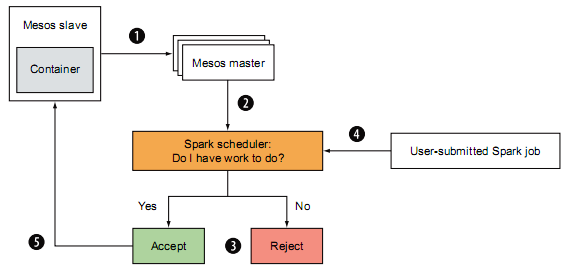 Mesos slave
Container
1
Mesos master
2
Spark scheduler:
Do I have work to do?
4
User-submitted Spark job
Yes
No
5
Accept
3
Reject